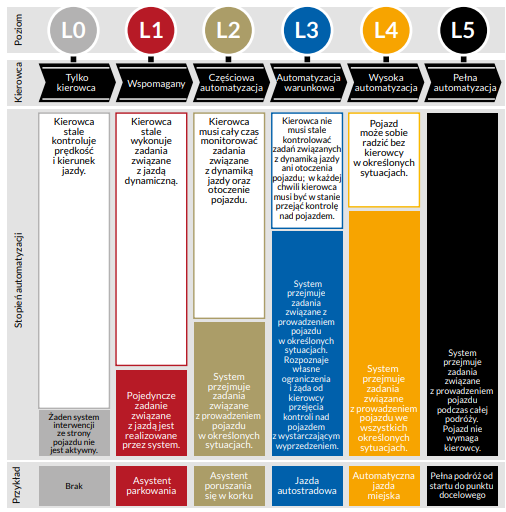 Poziom
L0
L1
L2
L3
L4
L5
Kierowca
Tylko
kierowca
Wspomagany
Częściowa
automatyzacja
Automatyzacja
warunkowa
Wysoka
automatyzacja
Pełna
automatyzacja
Stopień automatyzacji
Kierowca
stale
kontroluje
prędkość
i kierunek
jazdy.
Żaden system
interwencji
ze strony
pojazdu nie
jest aktywny.
Kierowca
stale
wykonuje
zadania
związane
z jazdą
dynamiczną.
Pojedyncze
zadanie
związane
z jazdą jest
realizowane
przez system.
Kierowca
musi cały czas
monitorować
zadania
związane
z dynamiką
jazdy oraz
otoczenie
pojazdu.
System
przejmuje
zadania
związane
z prowadzeniem
pojazdu
w określonych
sytuacjach.
Kierowca nie
musi stale
kontrolować
zadań związanych
z dynamiką jazdy
ani otoczenia
pojazdu; w każdej
chwili kierowca
musi być w stanie
przejąć kontrolę
nad pojazdem.
System
przejmuje
zadania
związane z
prowadzeniem
pojazdu
w określonych
sytuacjach.
Rozpoznaje
własne
ograniczenia
i żąda od
kierowcy
przejęcia
kontroli nad
pojazdem
z wystarczającym
wyprzedzeniem.
Pojazd
może sobie
radzić bez
kierowcy
w określonych
sytuacjach.
System
przejmuje
zadania
związane
z prowadzeniem
pojazdu we
wszystkich
określonych
sytuacjach.
System
przejmuje
zadania
związane
z prowadzeniem
pojazdu
podczas całej
podróży.
Pojazd nie
wymaga
kierowcy.
Przykład
Brak
Asystent
parkowania
Asystent
poruszania
się w korku
Jazda
autostradowa
Automatyczna
jazda
miejska
Pełna podróż od
startu do punktu
docelowego